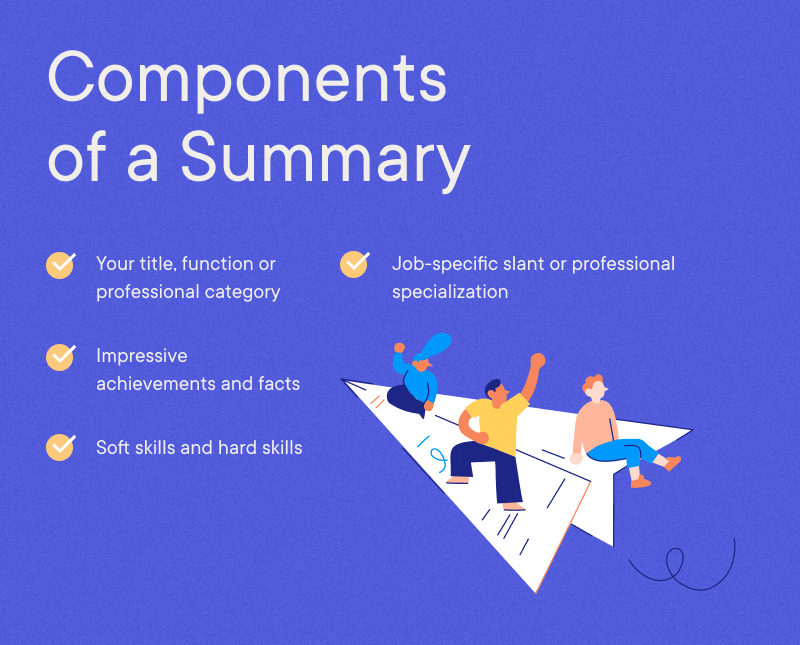 Components
of a Summary
Your title, function or
professional category
Impressive
achievements and facts
Soft skills and hard skills
Job-specific slant or professional
specialization